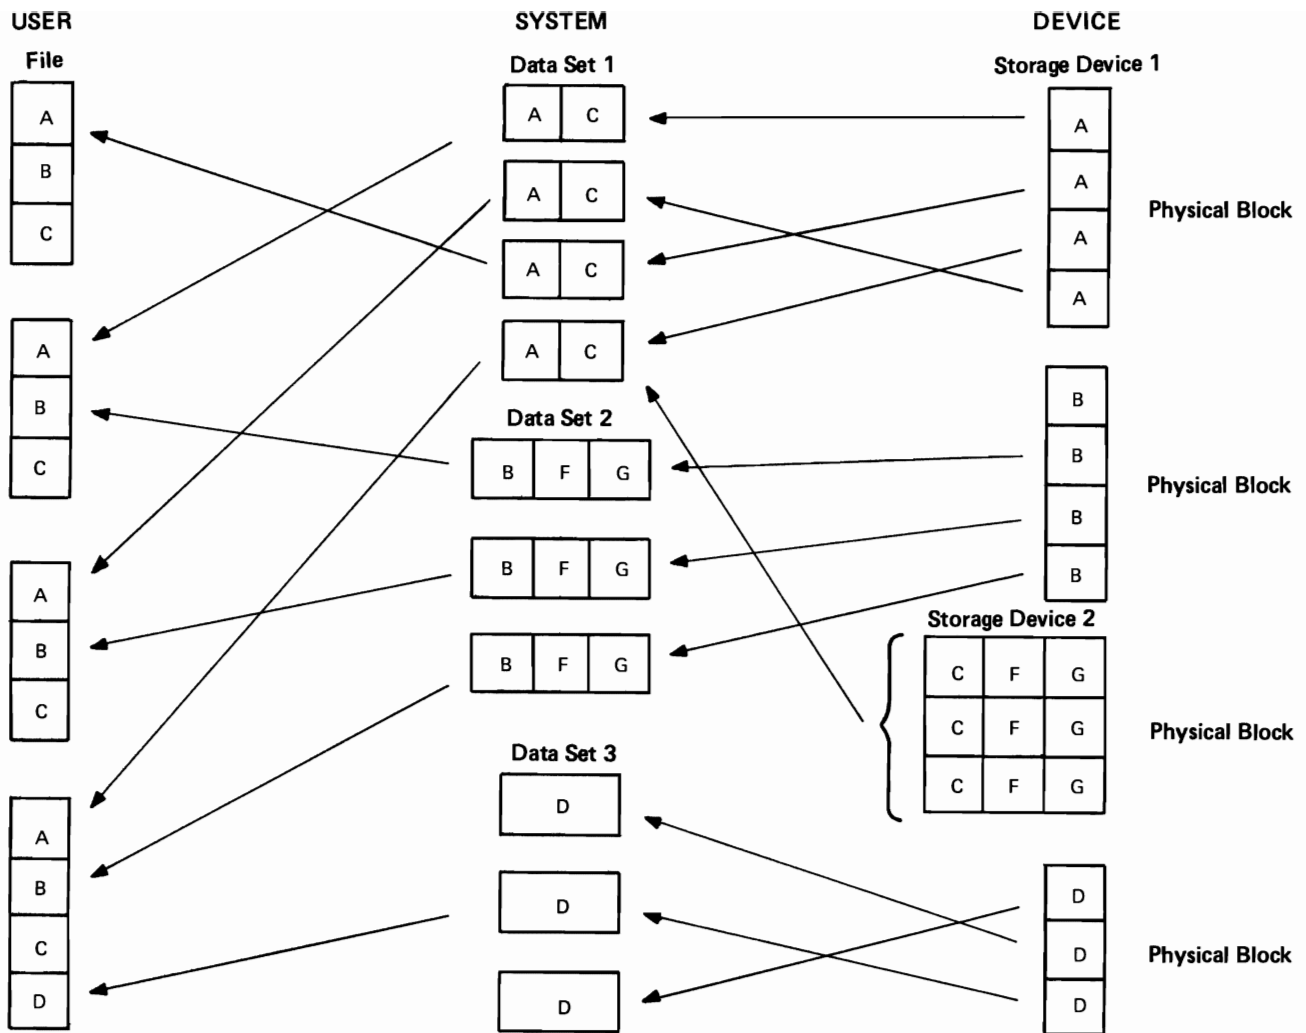 USER
File
A
B
C
A
B
C
A
B
C
A
B
C
D
SYSTEM
Data Set 1
A C
A C
A C
A C
Data Set 2
B F G
B F G
B F G
Data Set 3
D
D
D
DEVICE
Storage Device 1
A
A
A
A
Physical Block
B
B
B
B
Physical Block
Storage Device 2
C F G
C F G
C F G
Physical Block
D
D
D
Physical Block